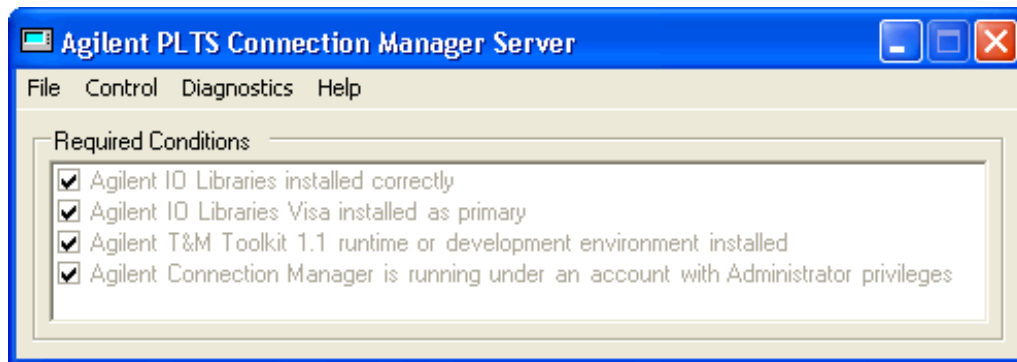 Agilent PLTS Connection Manager Server
File Control Diagnostics Help
Required Conditions
Agilent IO Libraries installed correctly
Agilent IO Libraries Visa installed as primary
Agilent T&M Toolkit 1.1 runtime or development environment installed
Agilent Connection Manager is running under an account with Administrator privileges